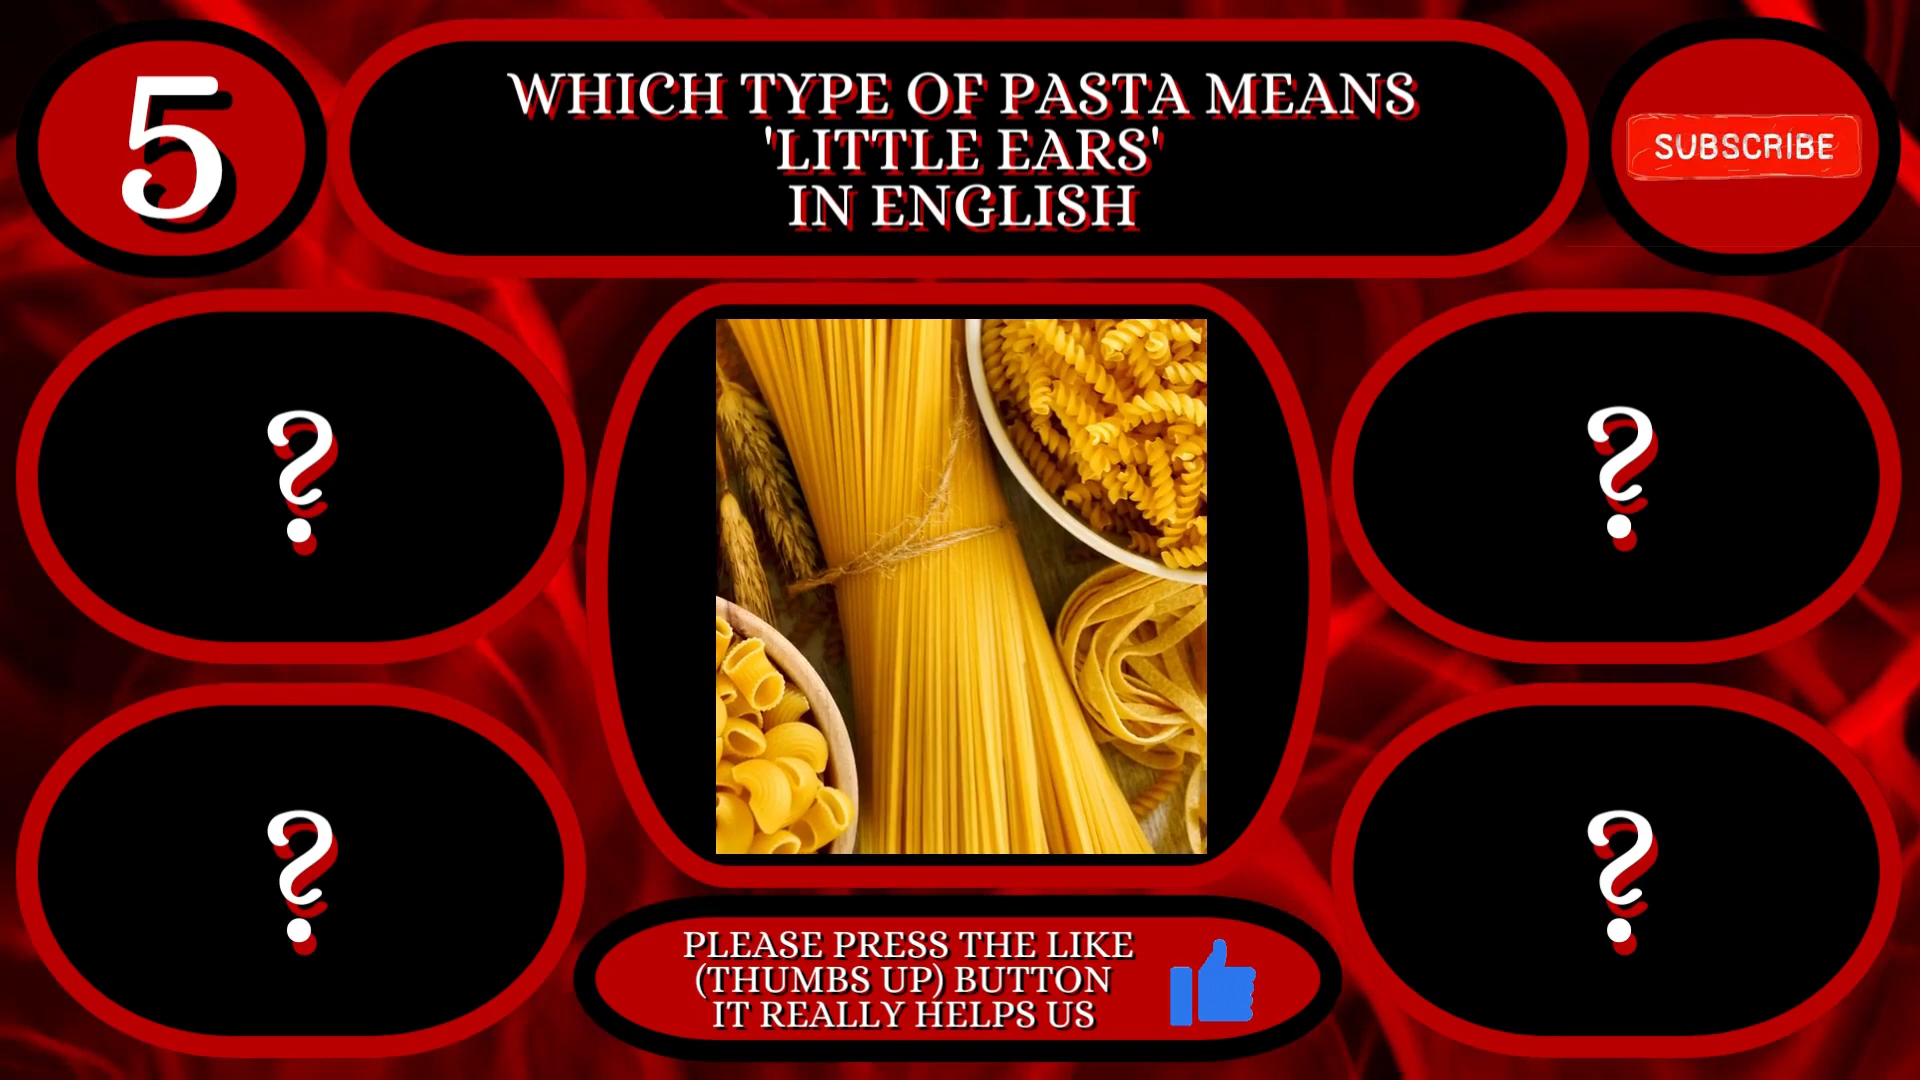 5
WHICH TYPE OF PASTA MEANS
'LITTLE EARS'
IN ENGLISH
SUBSCRIBE
?
?
?
?
PLEASE PRESS THE LIKE
(THUMBS UP) BUTTON
IT REALLY HELPS US